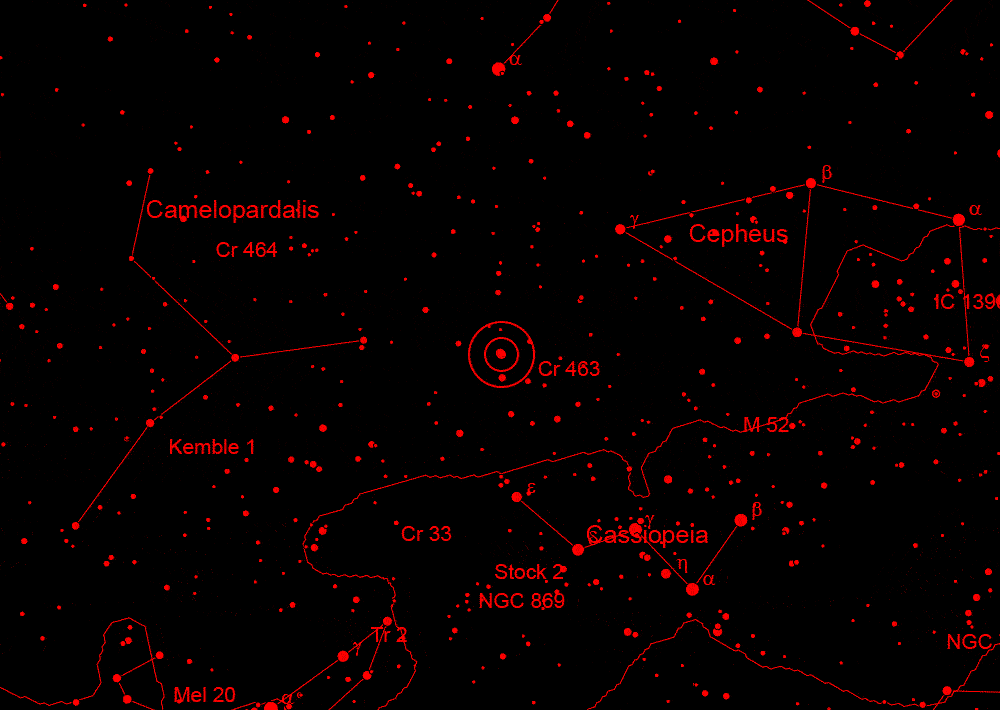 α
β
Camelopardalis
γ
α
Cepheus
Cr 464
IC 1396
ζ
Cr 463
M 52
Kemble 1
ε
β
γ
Cr 33
Cassiopeia
η
Stock 2
α
NGC 869
Tr 2
γ
NGC
Mel 20
α